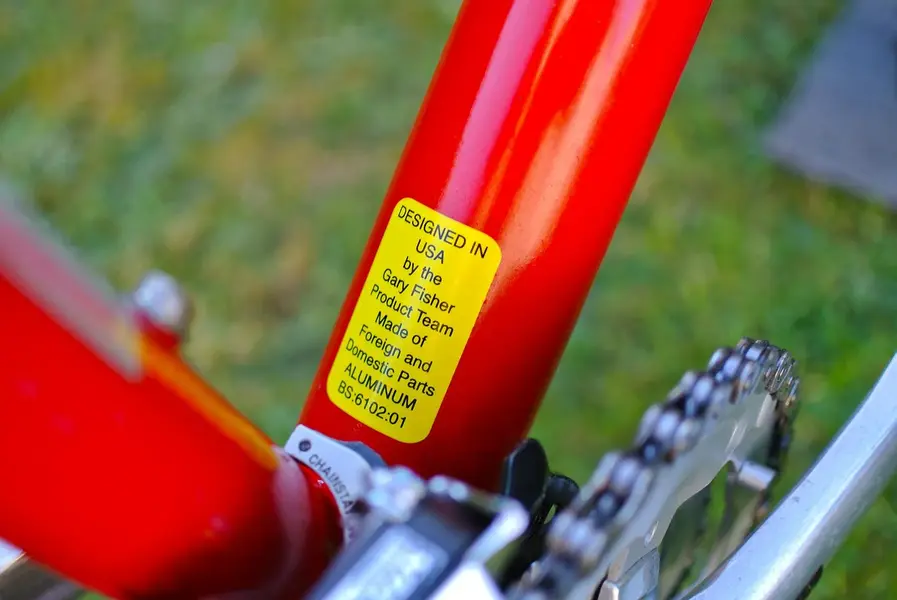 DESIGNED IN
USA
by the
Gary Fisher
Product Team
Made of
Foreign and
Domestic Parts
ALUMINUM
BS:6102:01